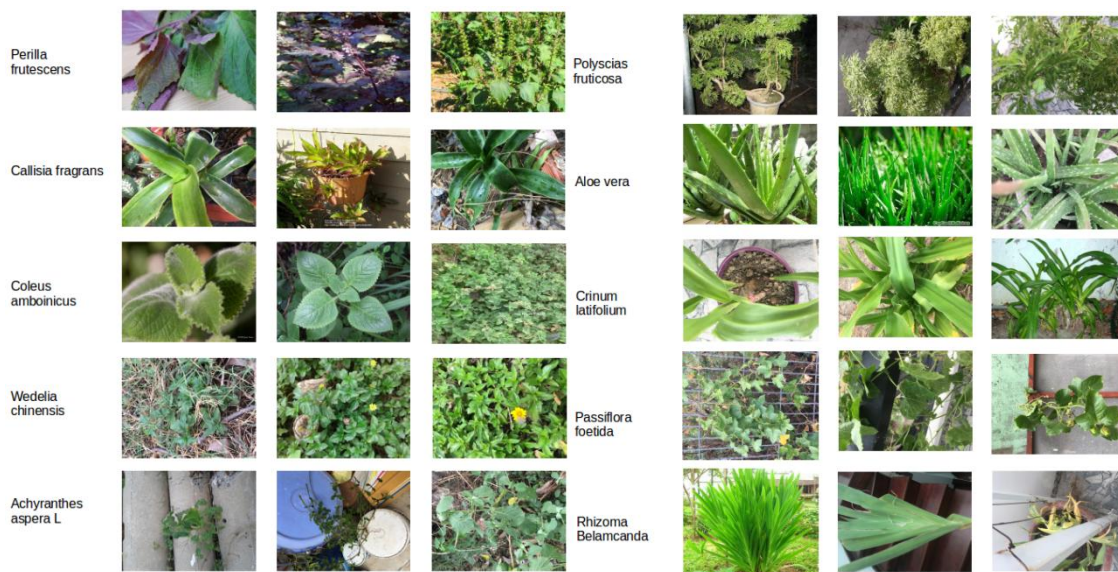 Perilla
frutescens
Polyscias
fruticosa
Callisia fragrans
Aloe vera
Coleus
amboinicus
Crinum
latifolium
Wedelia
chinensis
Passiflora
foetida
Achyranthes
aspera L
Rhizoma
Belamcanda